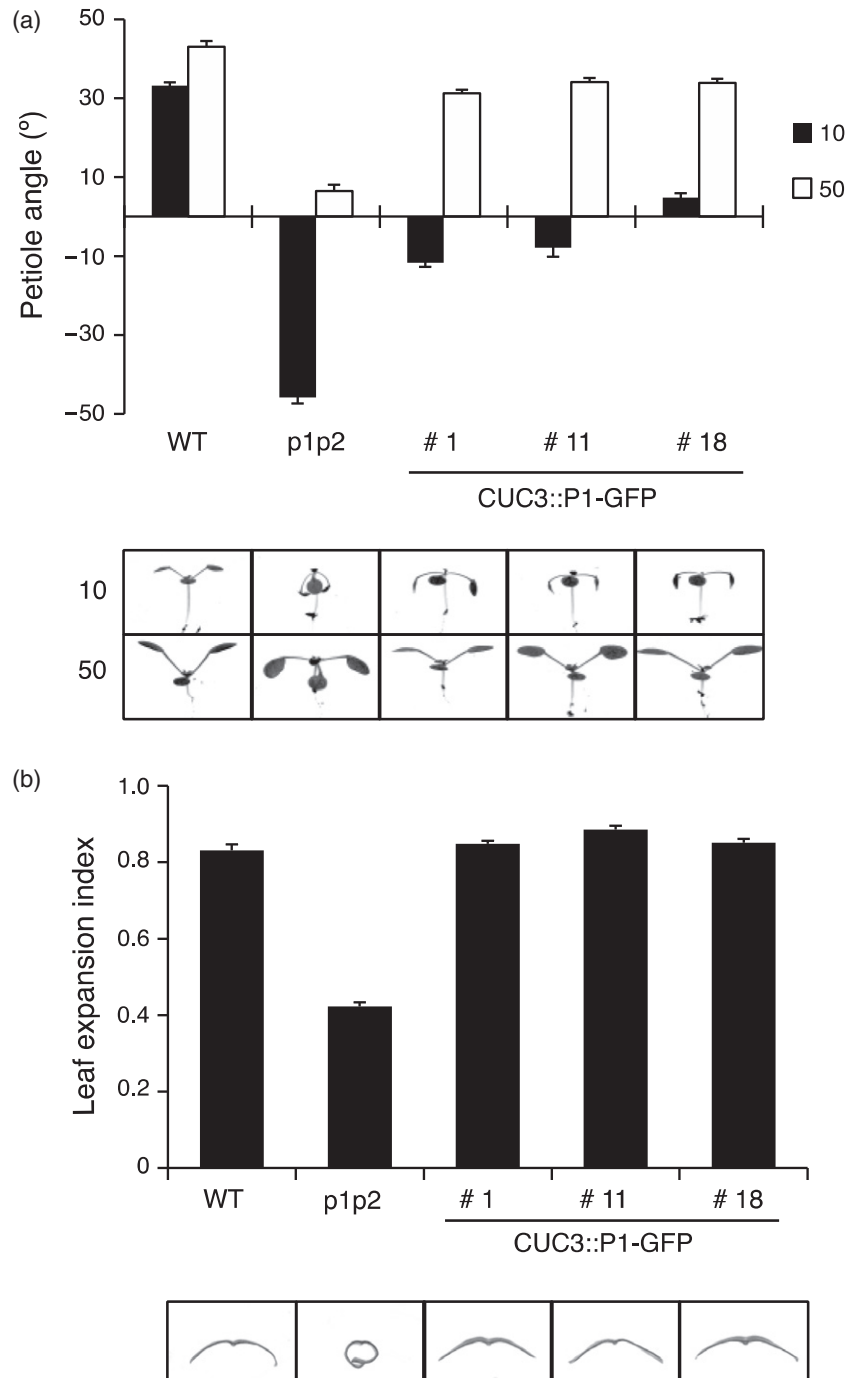 (a)
50
30
10
−10
−30
−50
Petiole angle (º)
10
50
WT p1p2 # 1 # 11 # 18
CUC3::P1-GFP
10
50
(b)
1.0
0.8
0.6
0.4
0.2
0
Leaf expansion index
WT p1p2 # 1 # 11 # 18
CUC3::P1-GFP